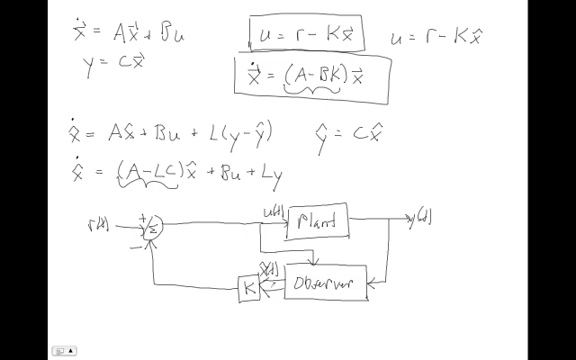 ẋ⃗ = Ax⃗ + Bu    u = r - Kx⃗    u = r - Kx̂
y = Cx⃗    ẋ⃗ = (A - BK)x⃗
ẋ̂ = Ax̂ + Bu + L(y - ŷ)    ŷ = Cx̂
ẋ̂ = (A - LC)x̂ + Bu + Ly
r(t) + Σ u(t) Plant y(t)
−
K x̂(t) Observer